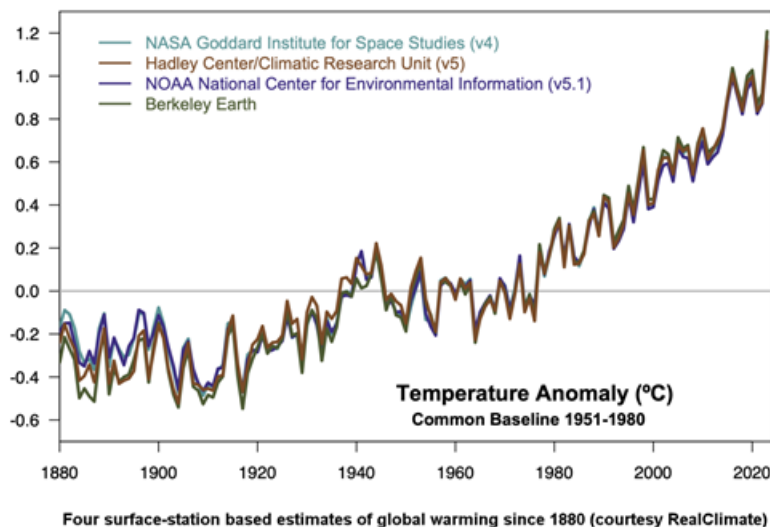 1.2
1.0
0.8
0.6
0.4
0.2
0.0
-0.2
-0.4
-0.6
NASA Goddard Institute for Space Studies (v4)
Hadley Center/Climatic Research Unit (v5)
NOAA National Center for Environmental Information (v5.1)
Berkeley Earth
Temperature Anomaly (ºC)
Common Baseline 1951-1980
1880 1900 1920 1940 1960 1980 2000 2020
Four surface-station based estimates of global warming since 1880 (courtesy RealClimate)